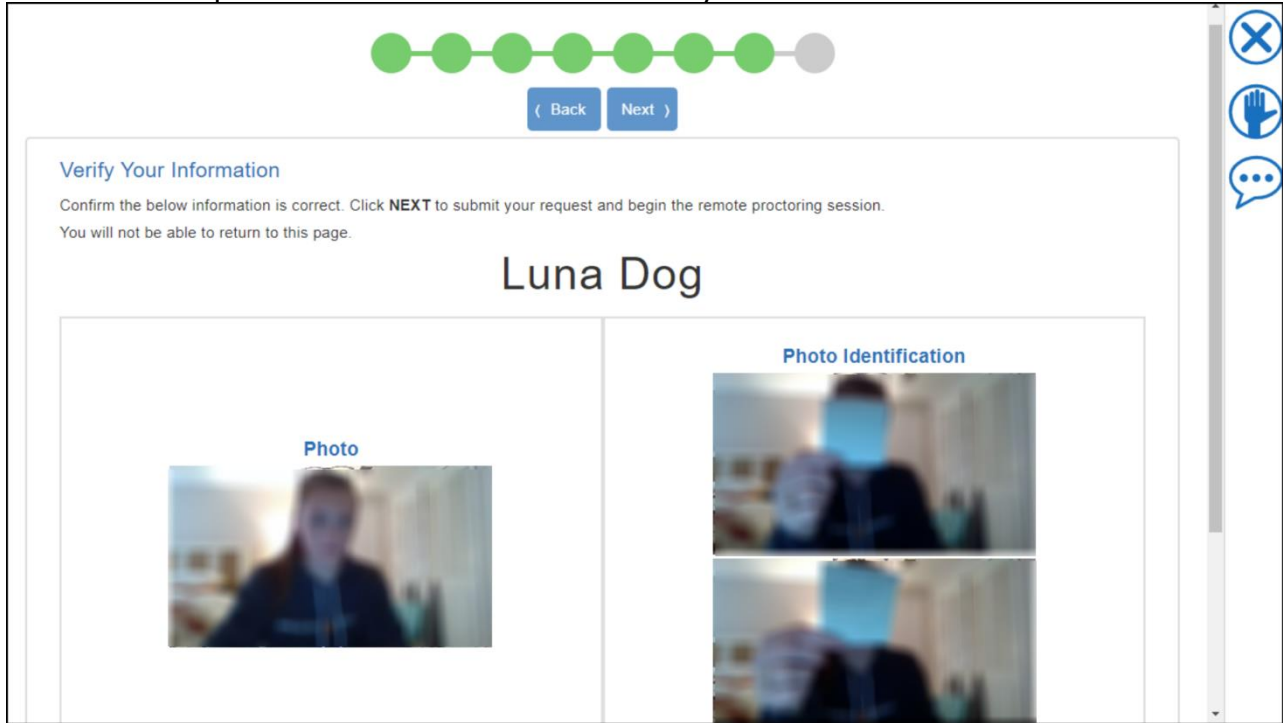 Back
Next
Verify Your Information
Confirm the below information is correct. Click NEXT to submit your request and begin the remote proctoring session.
You will not be able to return to this page.
Luna Dog
Photo
Photo Identification